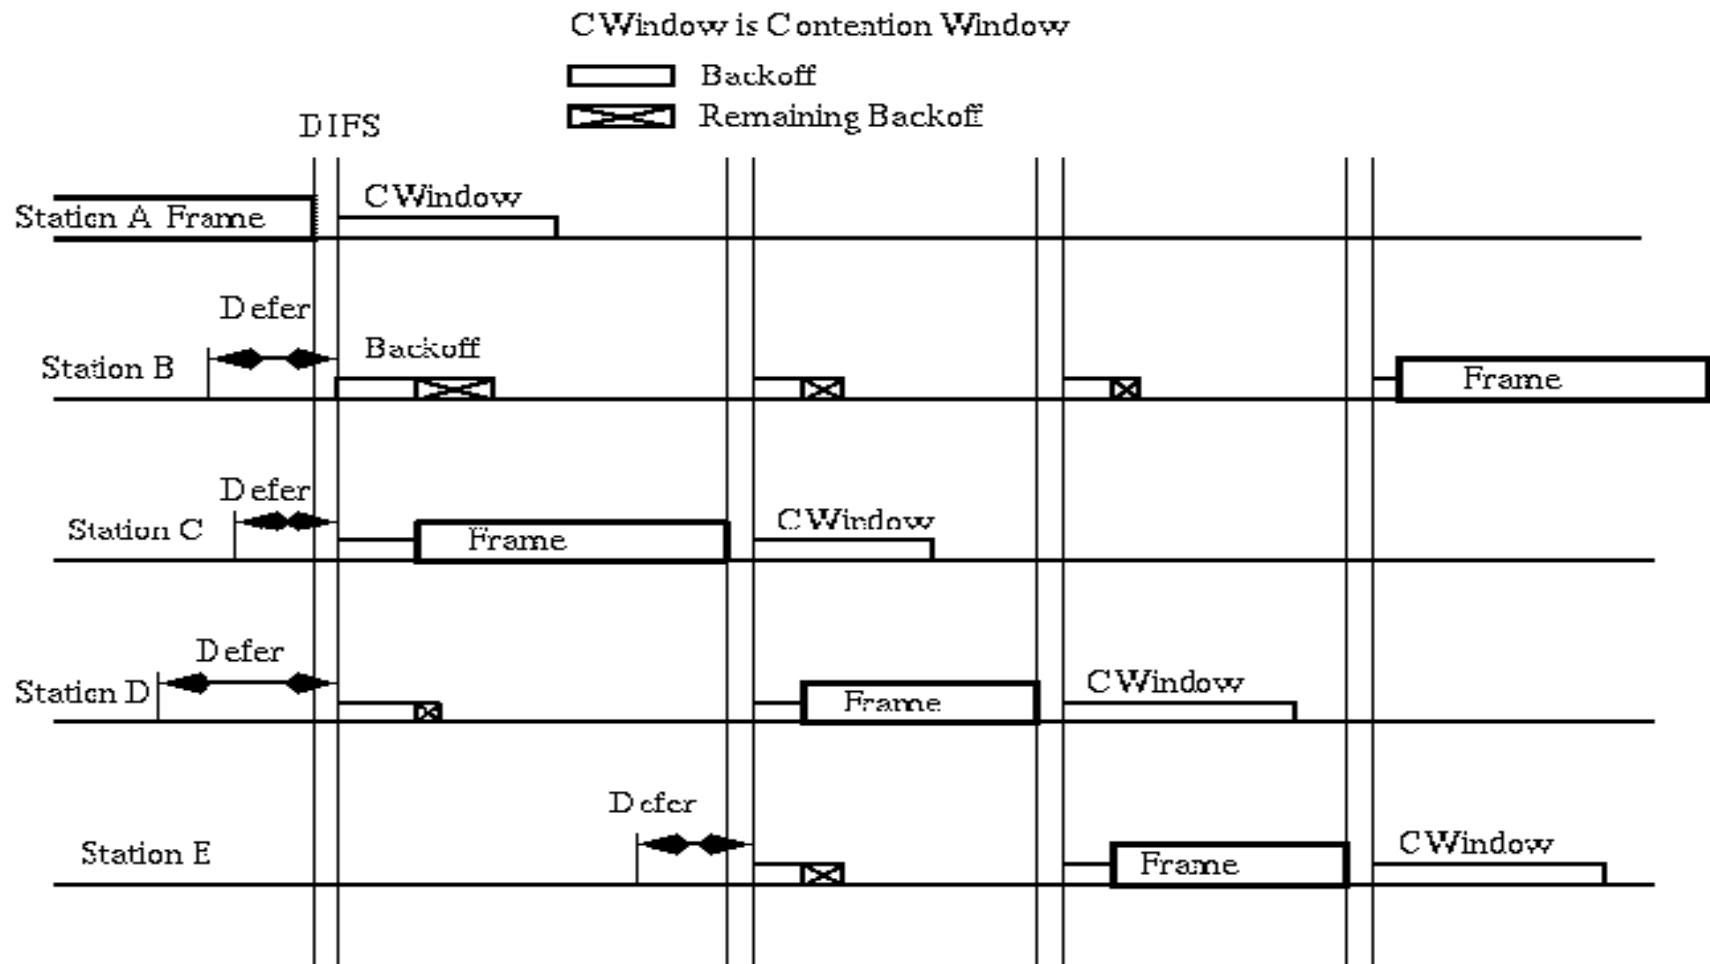 CWindow is Contention Window
Backoff
Remaining Backoff
DIFS
CWindow
Station A Frame
Defer
Backoff
Station B
Frame
Defer
Station C
Frame
CWindow
Defer
Station D
Frame
CWindow
Defer
Station E
Frame
CWindow